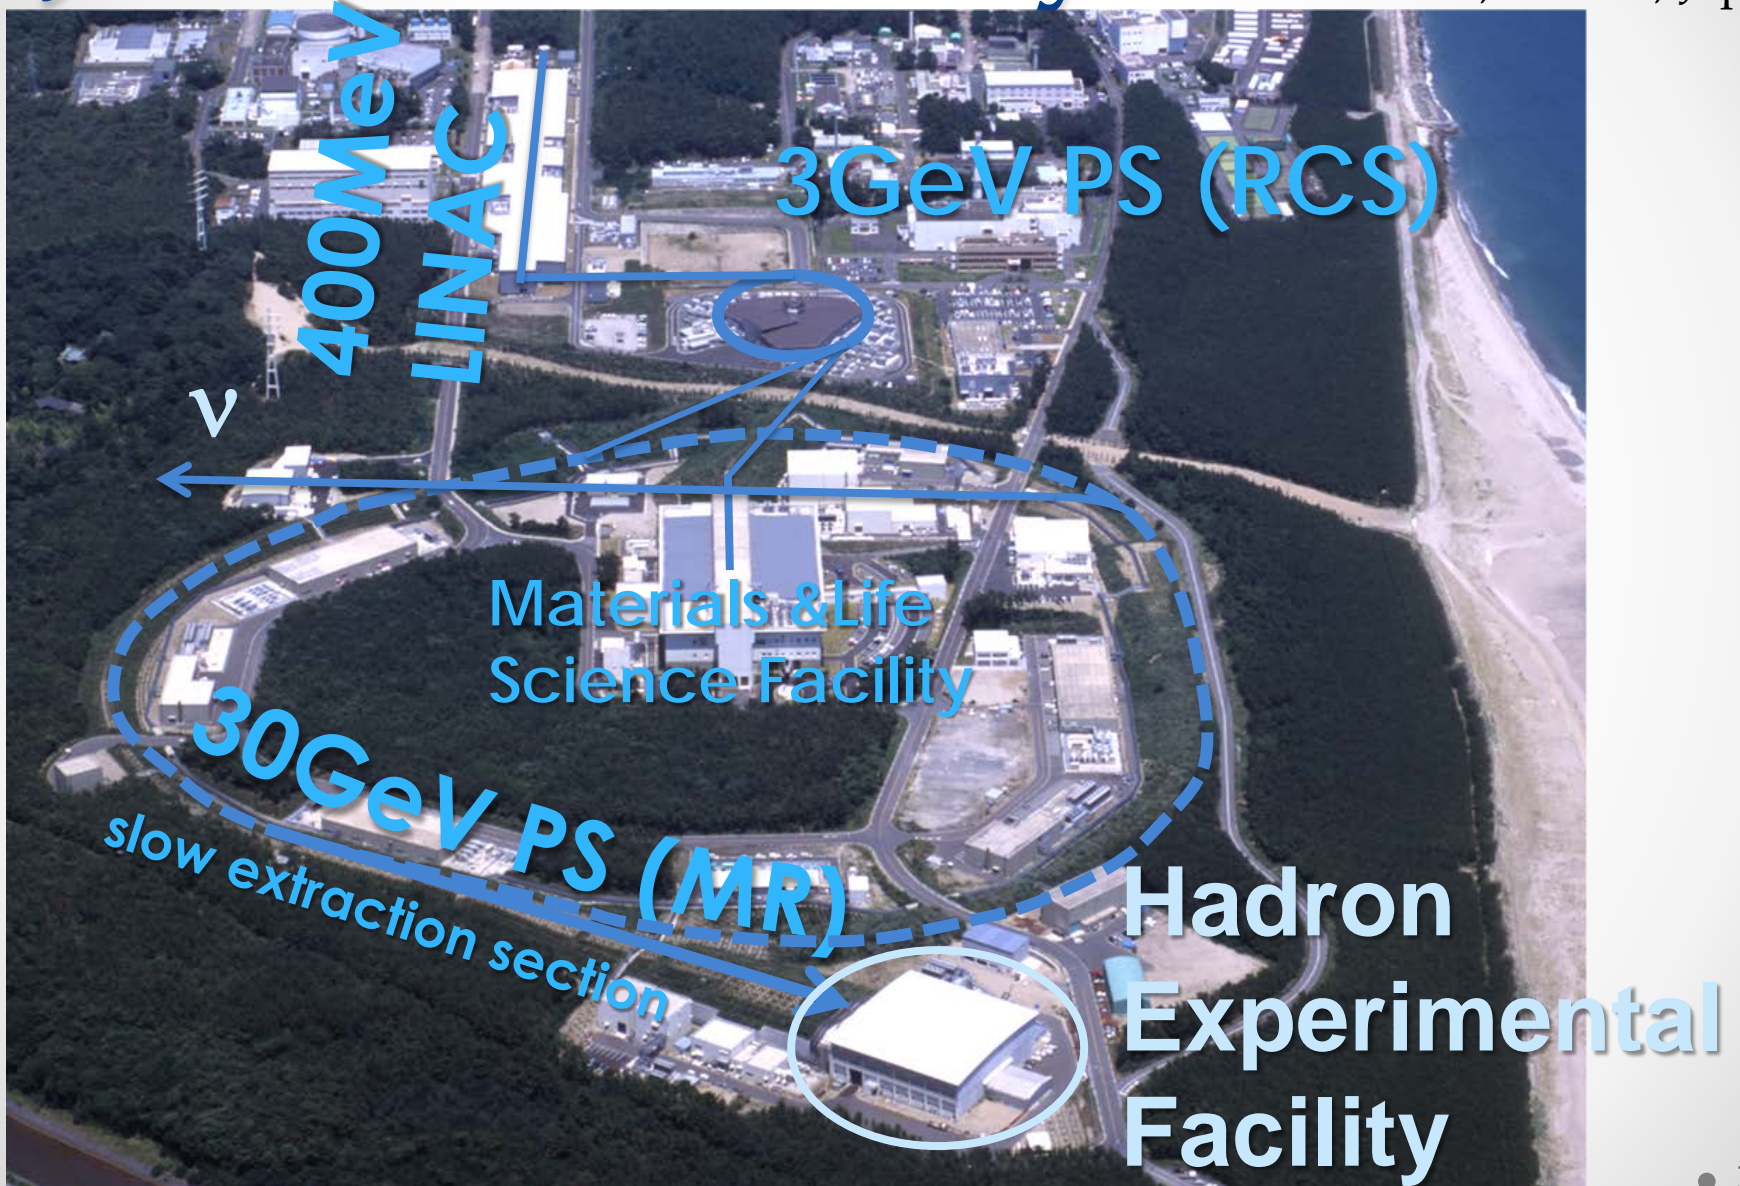 400MeV
LINAC
3GeV PS (RCS)
ν
Materials &Life
Science Facility
30GeV PS (MR)
slow extraction section
Hadron
Experimental
Facility